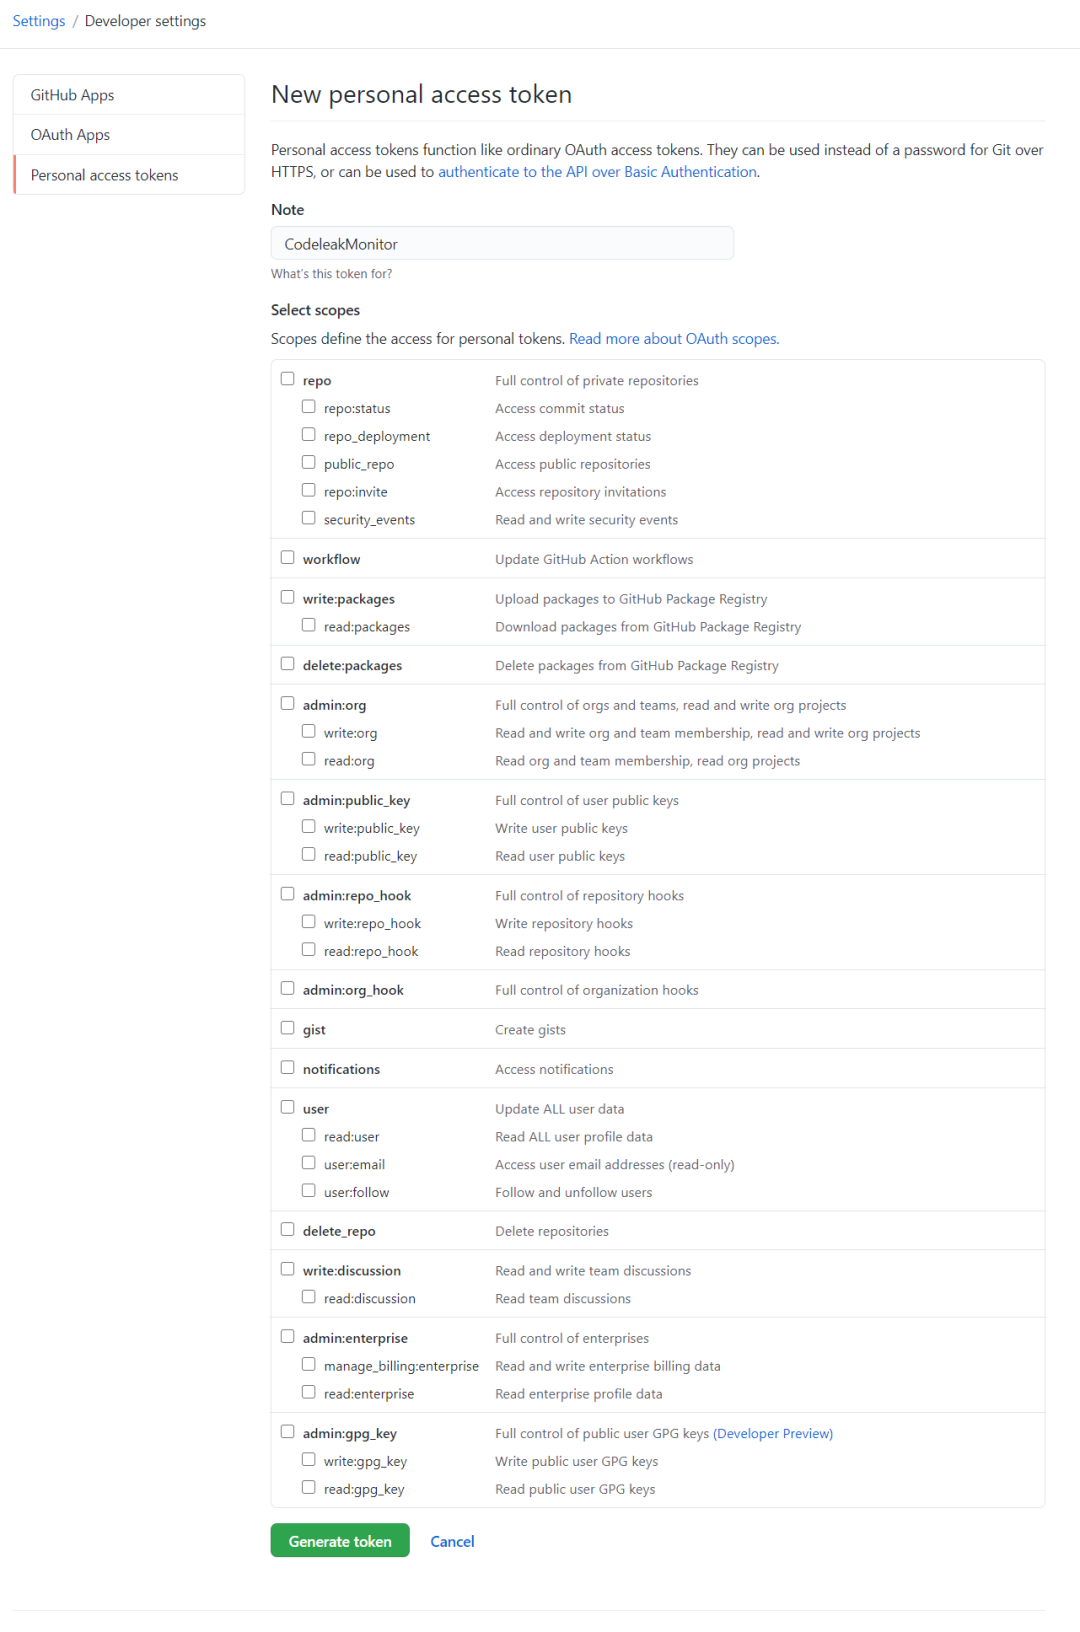 Settings / Developer settings
GitHub Apps
OAuth Apps
Personal access tokens
New personal access token
Personal access tokens function like ordinary OAuth access tokens. They can be used instead of a password for Git over
HTTPS, or can be used to authenticate to the API over Basic Authentication.
Note
CodeleakMonitor
What's this token for?
Select scopes
Scopes define the access for personal tokens. Read more about OAuth scopes.
repo Full control of private repositories
repo:status Access commit status
repo_deployment Access deployment status
public_repo Access public repositories
repo:invite Access repository invitations
security_events Read and write security events
workflow Update GitHub Action workflows
write:packages Upload packages to GitHub Package Registry
read:packages Download packages from GitHub Package Registry
delete:packages Delete packages from GitHub Package Registry
admin:org Full control of orgs and teams, read and write org projects
write:org Read and write org and team membership, read and write org projects
read:org Read org and team membership, read org projects
admin:public_key Full control of user public keys
write:public_key Write user public keys
read:public_key Read user public keys
admin:repo_hook Full control of repository hooks
write:repo_hook Write repository hooks
read:repo_hook Read repository hooks
admin:org_hook Full control of organization hooks
gist Create gists
notifications Access notifications
user Update ALL user data
read:user Read ALL user profile data
user:email Access user email addresses (read-only)
user:follow Follow and unfollow users
delete_repo Delete repositories
write:discussion Read and write team discussions
read:discussion Read team discussions
admin:enterprise Full control of enterprises
manage_billing:enterprise Read and write enterprise billing data
read:enterprise Read enterprise profile data
admin:gpg_key Full control of public user GPG keys (Developer Preview)
write:gpg_key Write public user GPG keys
read:gpg_key Read public user GPG keys
Generate token Cancel